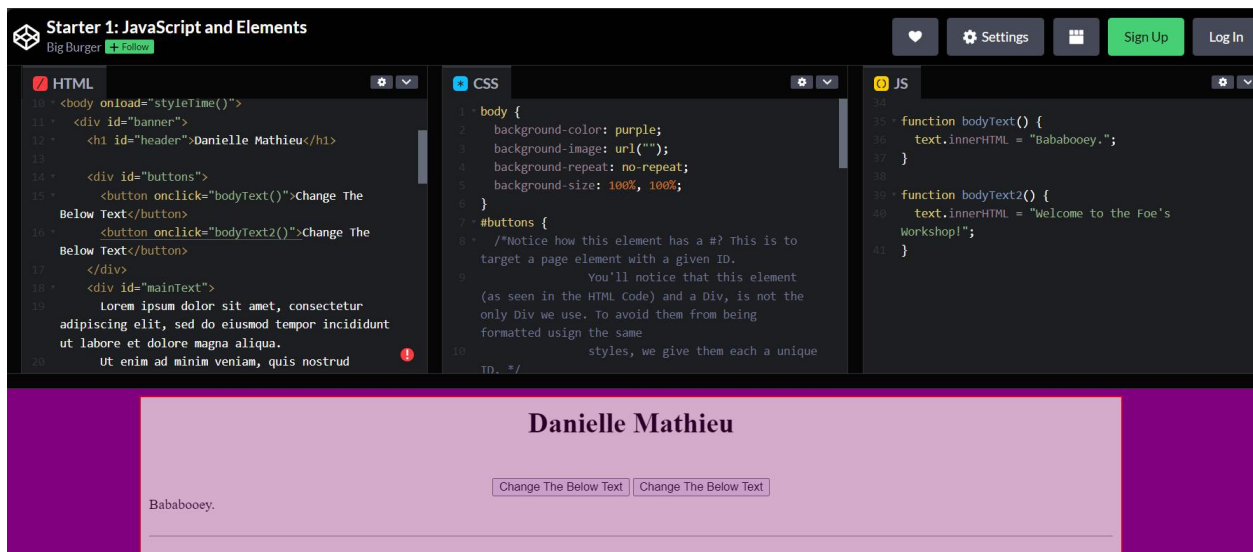 Starter 1: JavaScript and Elements
Big Burger + Follow
Settings
Sign Up
Log In
HTML
10 <body onload="styleTime()">
11 <div id="banner">
12 <h1 id="header">Danielle Mathieu</h1>
13
14 <div id="buttons">
15 <button onclick="bodyText()">Change The
Below Text</button>
16 <button onclick="bodyText2()">Change The
Below Text</button>
17 </div>
18 <div id="mainText">
19 Lorem ipsum dolor sit amet, consectetur
adipiscing elit, sed do eiusmod tempor incididunt
ut labore et dolore magna aliqua.
20 Ut enim ad minim veniam, quis nostrud
CSS
1 body {
2 background-color: purple;
3 background-image: url("");
4 background-repeat: no-repeat;
5 background-size: 100%, 100%;
6 }
7 #buttons {
8 /*Notice how this element has a #? This is to
target a page element with a given ID.
9 You'll notice that this element
(as seen in the HTML Code) and a Div, is not the
only Div we use. To avoid them from being
formatted usign the same
10 styles, we give them each a unique
ID. */
JS
34
35 function bodyText() {
36 text.innerHTML = "Bababooey.";
37 }
38
39 function bodyText2() {
40 text.innerHTML = "Welcome to the Foe's
Workshop!";
41 }
Danielle Mathieu
Change The Below Text Change The Below Text
Bababooey.